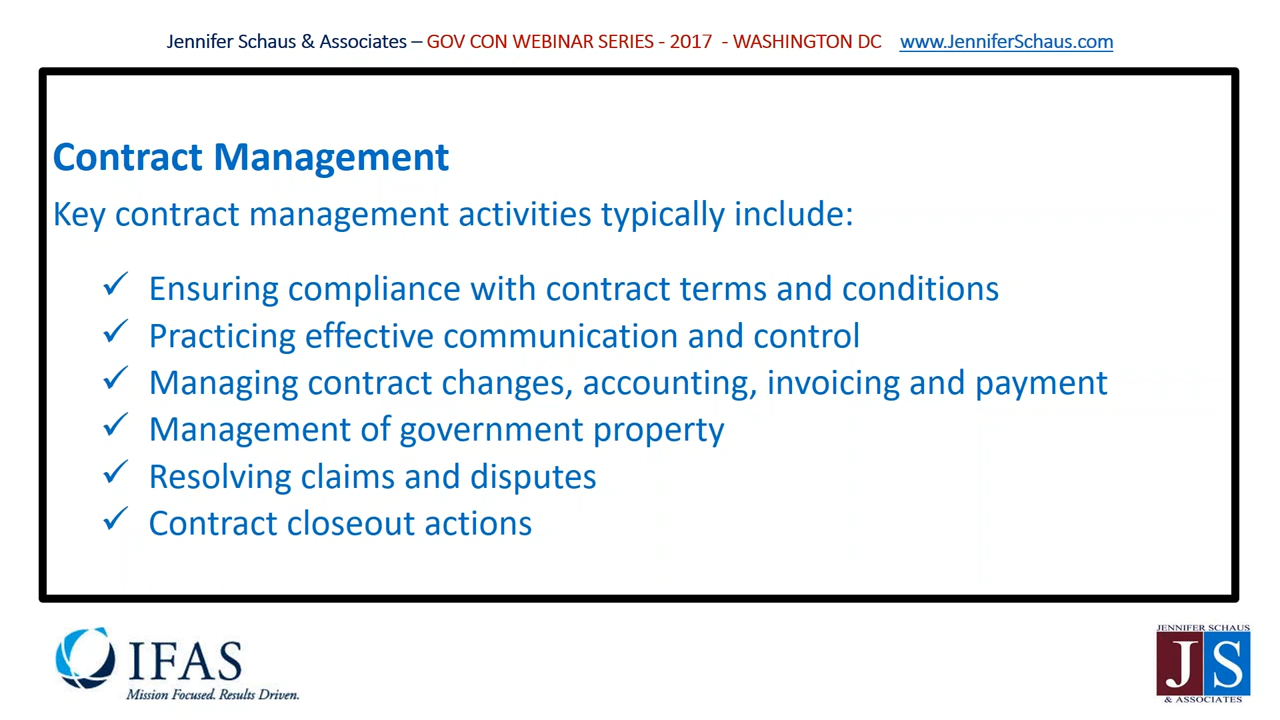 Jennifer Schaus & Associates – GOV CON WEBINAR SERIES - 2017 - WASHINGTON DC www.JenniferSchaus.com
Contract Management
Key contract management activities typically include:
✓ Ensuring compliance with contract terms and conditions
✓ Practicing effective communication and control
✓ Managing contract changes, accounting, invoicing and payment
✓ Management of government property
✓ Resolving claims and disputes
✓ Contract closeout actions
IFAS
Mission Focused. Results Driven.
JENNIFER SCHAUS
JS
& ASSOCIATES